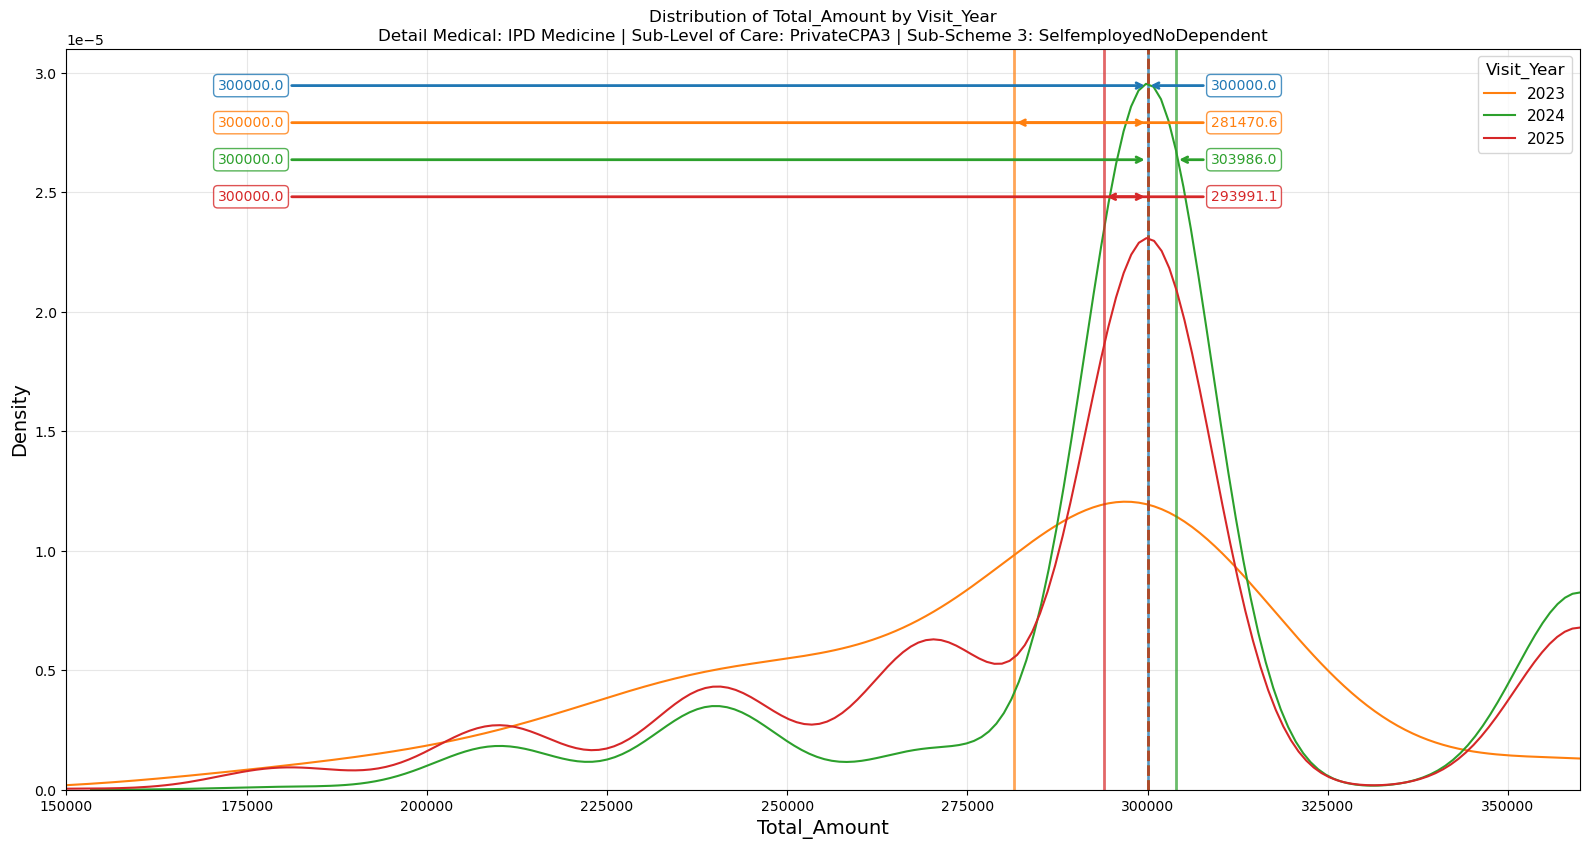 Distribution of Total_Amount by Visit_Year
Detail Medical: IPD Medicine | Sub-Level of Care: PrivateCPA3 | Sub-Scheme 3: SelfemployedNoDependent
1e−5
3.0
2.5
2.0
1.5
1.0
0.5
0.0
Density
300000.0 300000.0
300000.0 281470.6
300000.0 303986.0
300000.0 293991.1
Visit_Year
2023
2024
2025
150000 175000 200000 225000 250000 275000 300000 325000 350000
Total_Amount